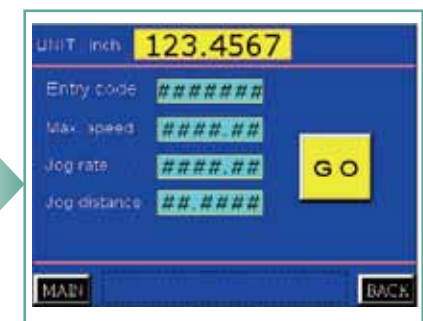 UNIT inch 123.4567
Entry code #######
Max speed ####.##
Jog rate ####.##
GO
Jog distance ##.####
MAIN BACK